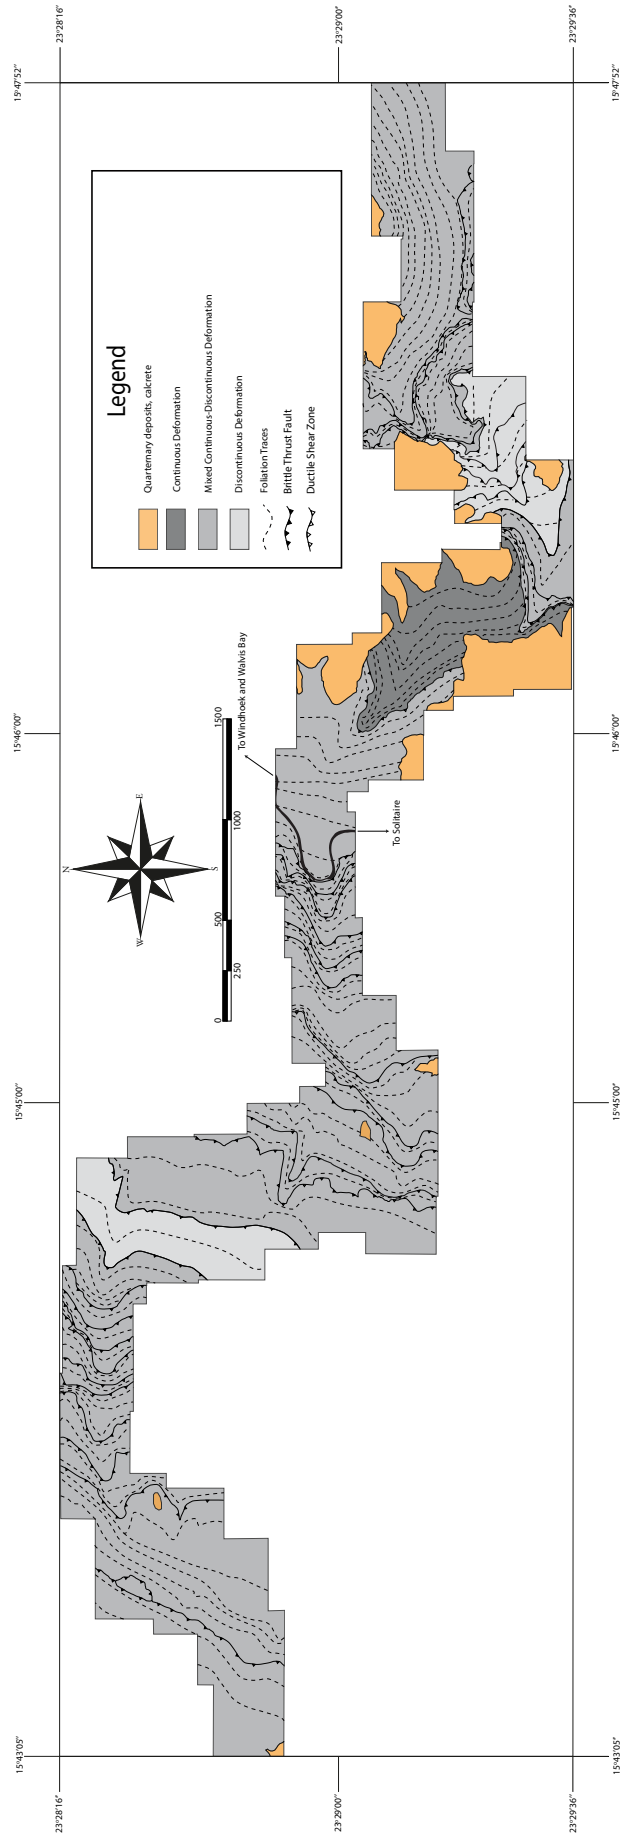 23°28'16"
23°29'00"
23°29'36"
15°47'52"
15°47'52"
Legend
Quarternary deposits, calcrete
Continuous Deformation
Mixed Continuous-Discontinuous Deformation
Discontinuous Deformation
Foliation Traces
Brittle Thrust Fault
Ductile Shear Zone
To Windhoek and Walvis Bay
To Solitaire
15°46'00"
15°46'00"
N
E
S
W
0
250
500
1000
1500
15°45'00"
15°45'00"
15°43'05"
15°43'05"
23°28'16"
23°29'00"
23°29'36"